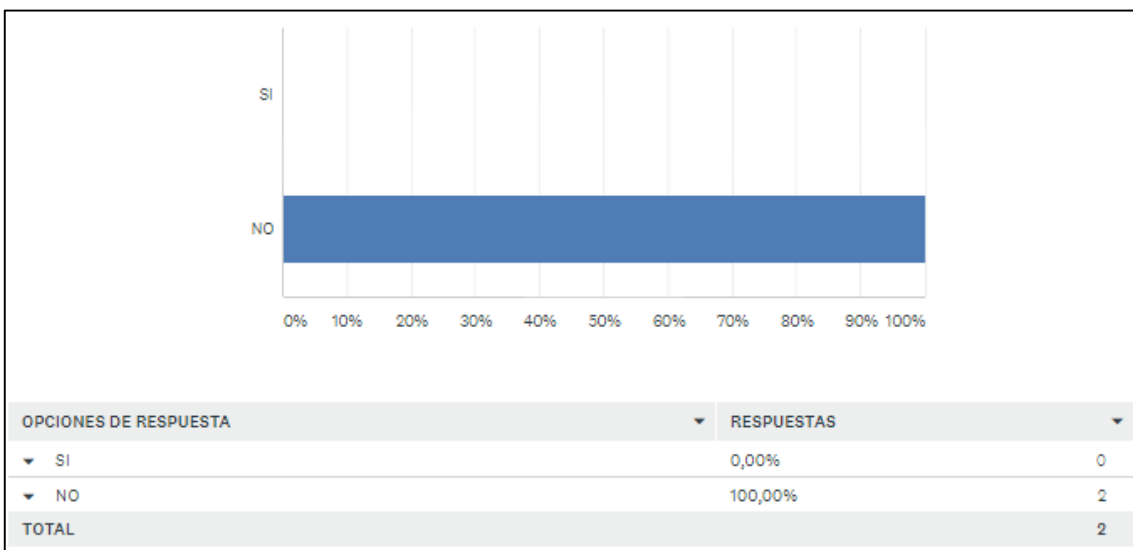 SI
NO
0% 10% 20% 30% 40% 50% 60% 70% 80% 90% 100%
OPCIONES DE RESPUESTA RESPUESTAS
SI 0,00% 0
NO 100,00% 2
TOTAL 2